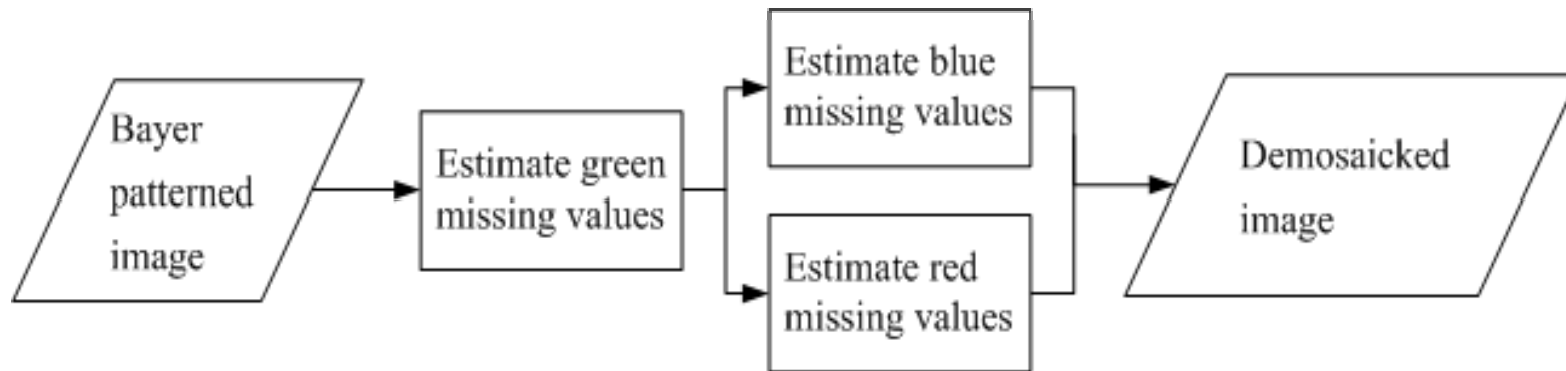 Bayer
patterned
image
Estimate green
missing values
Estimate blue
missing values
Estimate red
missing values
Demosaicked
image